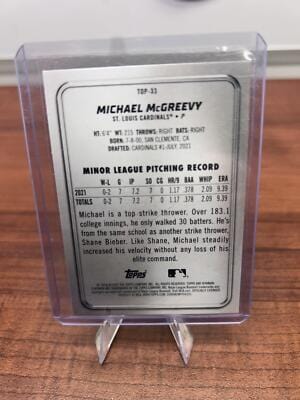 TOP-33
MICHAEL McGREEVY
ST. LOUIS CARDINALS • P
HT: 6'4" WT: 215 THROWS: RIGHT BATS: RIGHT
BORN: 7-8-00, SAN CLEMENTE, CA
DRAFTED: CARDINALS #1-JULY, 2021
MINOR LEAGUE PITCHING RECORD
W-L G IP SO CG HR/9 BAA WHIP ERA
2021 0-2 7 7.2 7 0 1.17 .378 2.09 9.39
TOTALS 0-2 7 7.2 7 0 1.17 .378 2.09 9.39
Michael is a top strike thrower. Over 183.1
college innings, he only walked 30 batters. He's
from the same school as another strike thrower,
Shane Bieber. Like Shane, Michael steadily
increased his velocity without any loss of his
elite command.
Topps